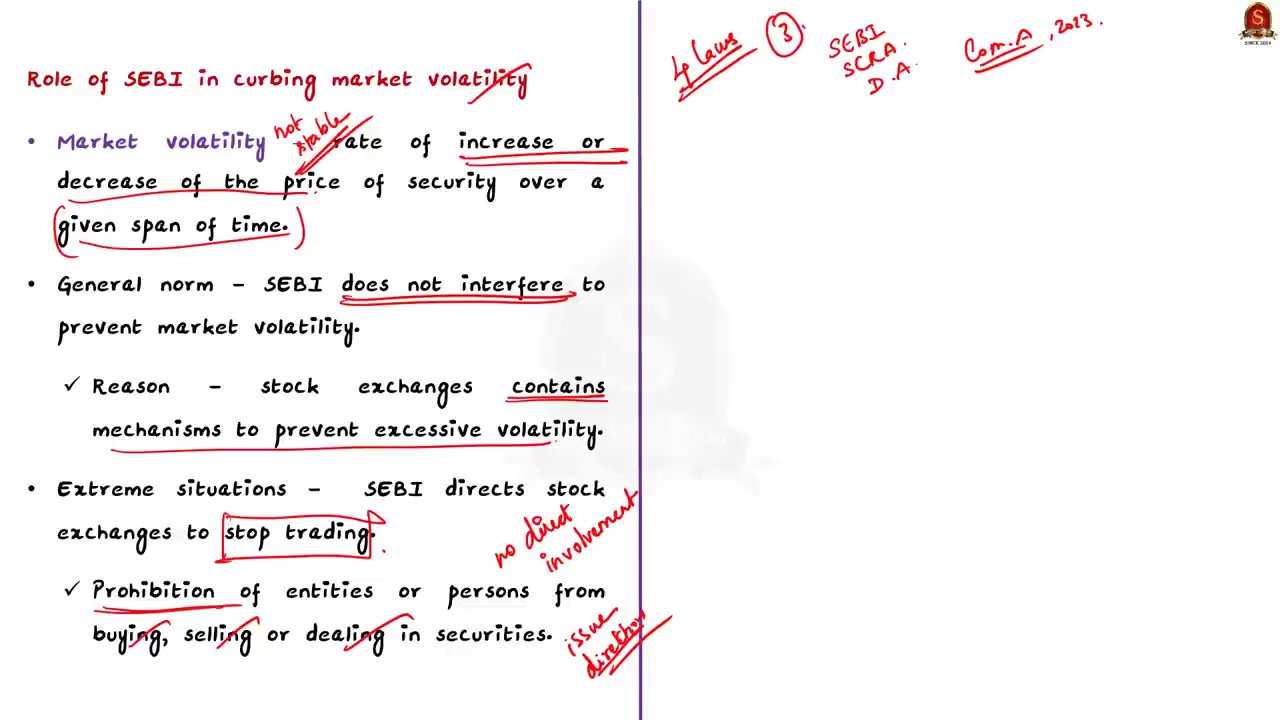 Role of SEBI in curbing market volatility
• Market volatility rate of increase or
not
stable
decrease of the price of security over a
given span of time.
• General norm – SEBI does not interfere to
prevent market volatility.
✓ Reason – stock exchanges contains
mechanisms to prevent excessive volatility.
• Extreme situations – SEBI directs stock
exchanges to stop trading.
no direct
involvement
✓ Prohibition of entities or persons from
buying, selling or dealing in securities.
issue
direction
4 laws 3
SEBI
SCRA
D.A.
Com.A, 2023.
S
SINCE 2004